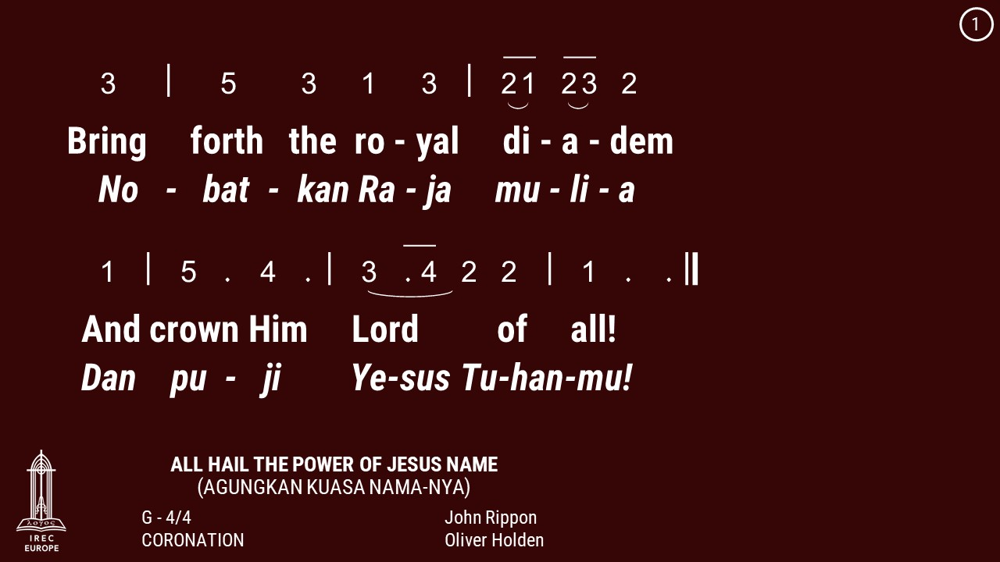 1
3 | 5 3 1 3 | 21 23 2
Bring forth the ro - yal di - a - dem
No - bat - kan Ra - ja mu - li - a
1 | 5 . 4 . | 3 . 4 2 2 | 1 . . ||
And crown Him Lord of all!
Dan pu - ji Ye-sus Tu-han-mu!
ALL HAIL THE POWER OF JESUS NAME
(AGUNGKAN KUASA NAMA-NYA)
G - 4/4 John Rippon
CORONATION Oliver Holden
λογος
IREC
EUROPE